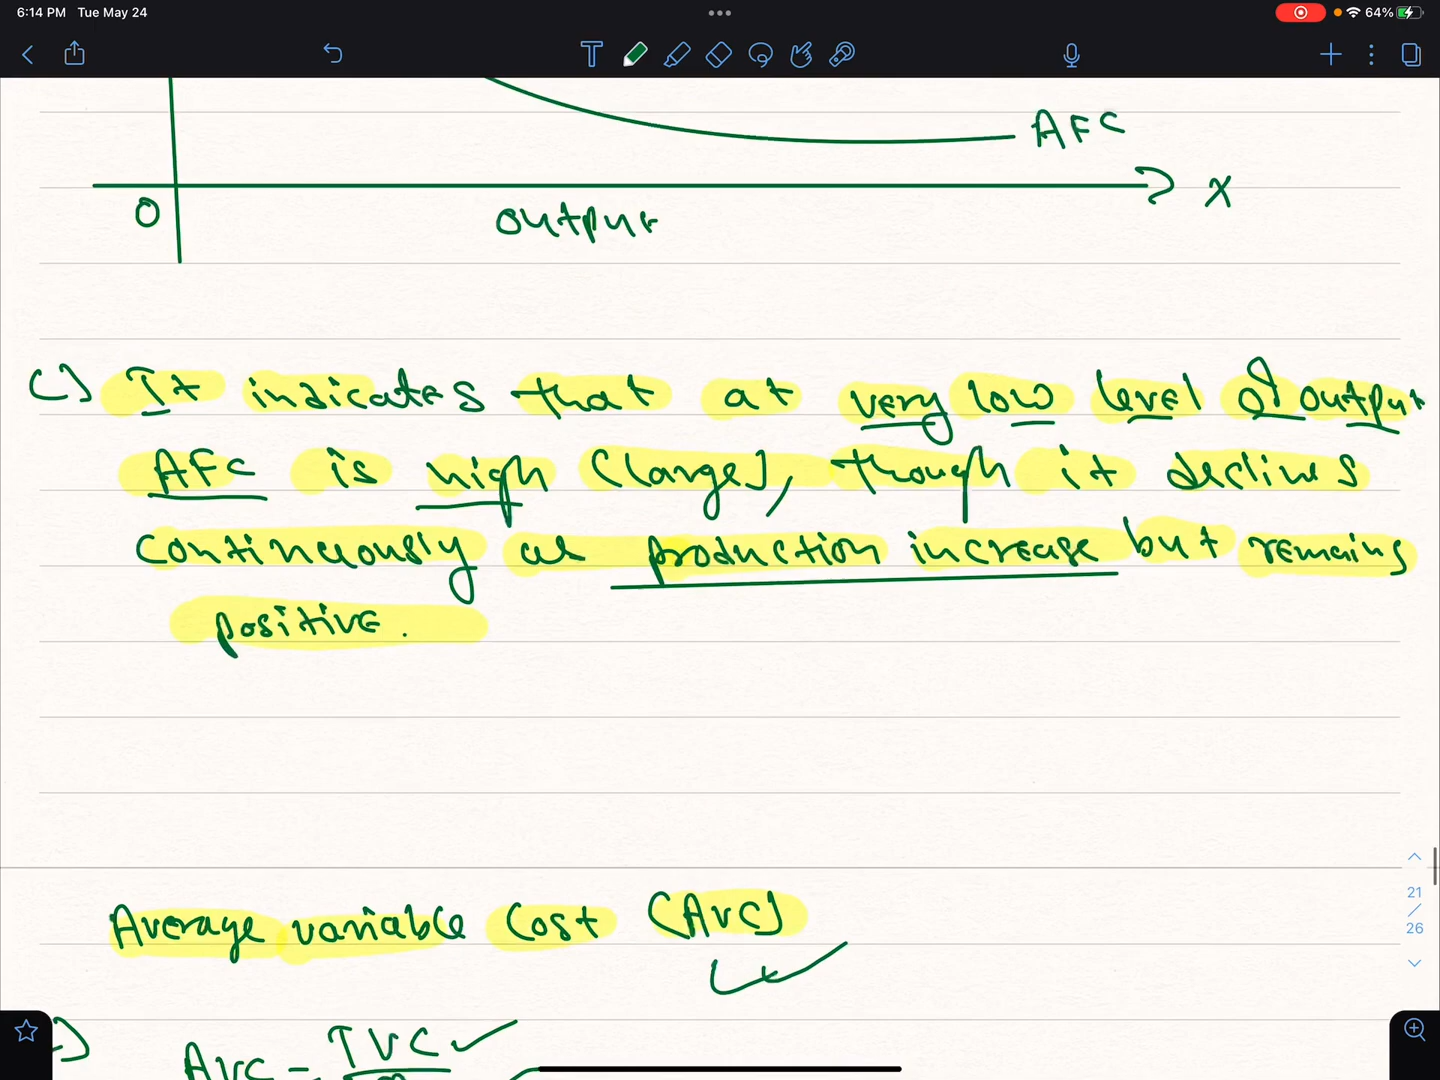 6:14 PM Tue May 24
64%
AFC
X
0
output
C) It indicates that at very low level of output
AFC is high (large), though it declines
continuously as production increase but remains
positive.
21
/
26
Average variable Cost (AVC)
AVC = TVC